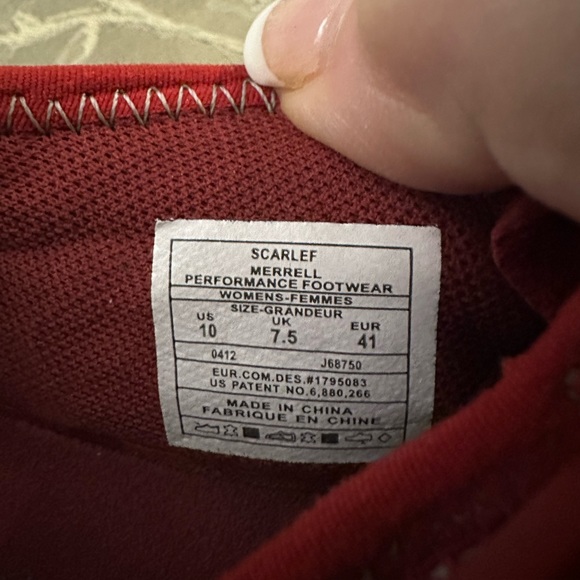 SCARLEF
MERRELL
PERFORMANCE FOOTWEAR
WOMENS-FEMMES
SIZE-GRANDEUR
US UK EUR
10 7.5 41
0412 J68750
EUR.COM.DES.#1795083
US PATENT NO.6,880,266
MADE IN CHINA
FABRIQUE EN CHINE